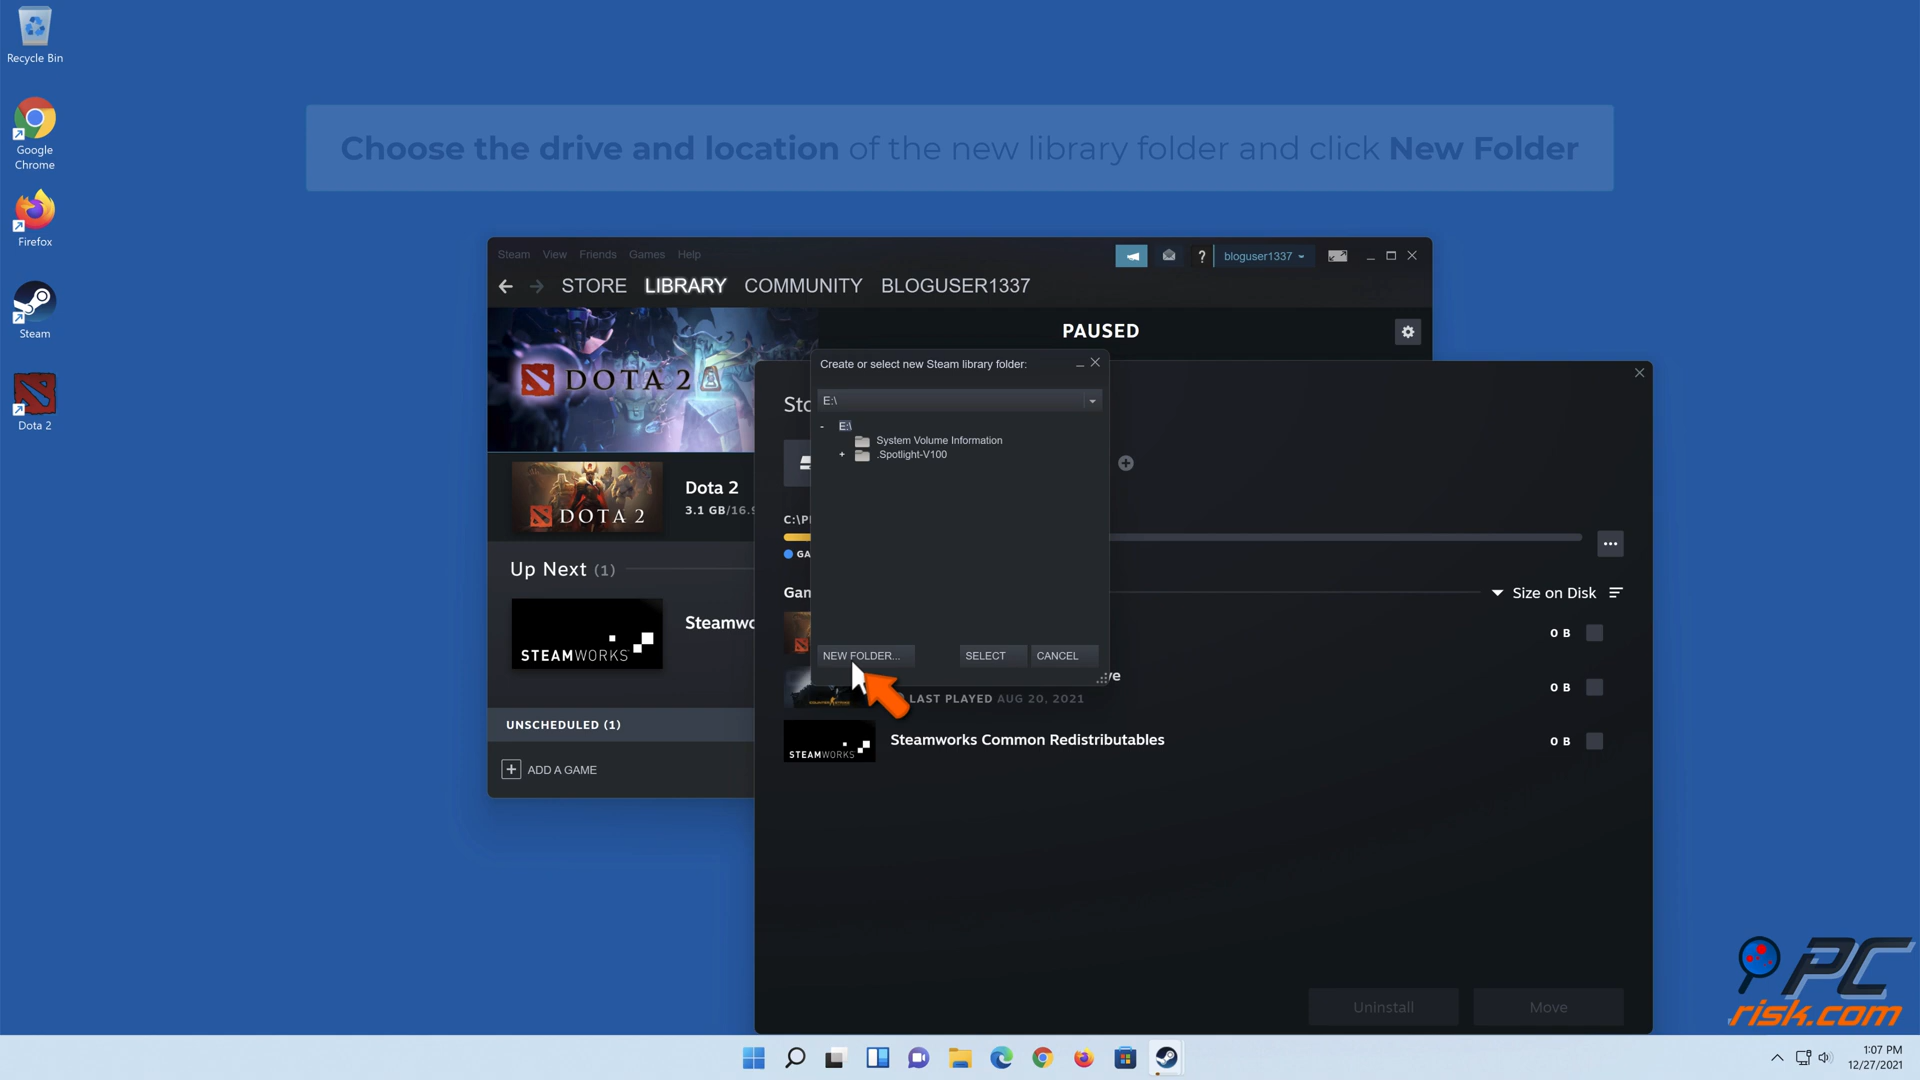 Recycle Bin
Google
Chrome
Firefox
Steam
Dota 2
Choose the drive and location of the new library folder and click New Folder
Steam View Friends Games Help
? bloguser1337
STORE LIBRARY COMMUNITY BLOGUSER1337
DOTA 2
PAUSED
DOTA 2
Dota 2
3.1 GB/16.9
Up Next (1)
STEAMWORKS
UNSCHEDULED (1)
+ ADD A GAME
Create or select new Steam library folder:
E:\
- E:\
System Volume Information
+ .Spotlight-V100
NEW FOLDER...
SELECT
CANCEL
C:\P
GA
Size on Disk
0 B
LAST PLAYED AUG 20, 2021
0 B
STEAMWORKS
Steamworks Common Redistributables
0 B
Uninstall
Move
PC
risk.com
1:07 PM
12/27/2021